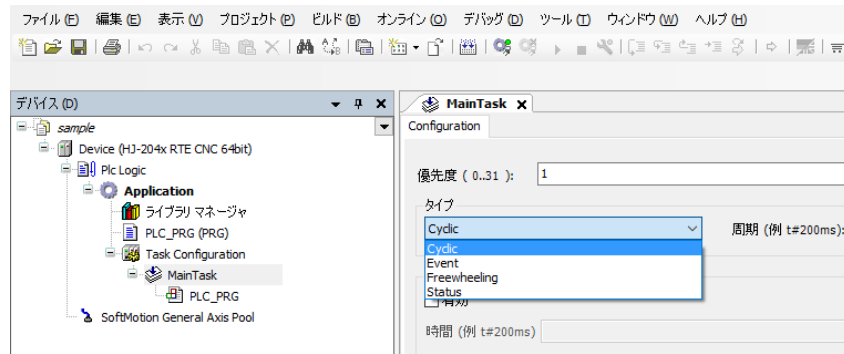 ファイル(F) 編集(E) 表示(V) プロジェクト(P) ビルド(B) オンライン(O) デバッグ(D) ツール(T) ウィンドウ(W) ヘルプ(H)
デバイス(D)
sample
Device (HJ-204x RTE CNC 64bit)
Plc Logic
Application
ライブラリ マネージャ
PLC_PRG (PRG)
Task Configuration
MainTask
PLC_PRG
SoftMotion General Axis Pool
MainTask
Configuration
優先度 ( 0..31 ): 1
タイプ
Cyclic 周期 (例 t#200ms):
Cyclic
Event
Freewheeling
Status
有効
時間 (例 t#200ms)